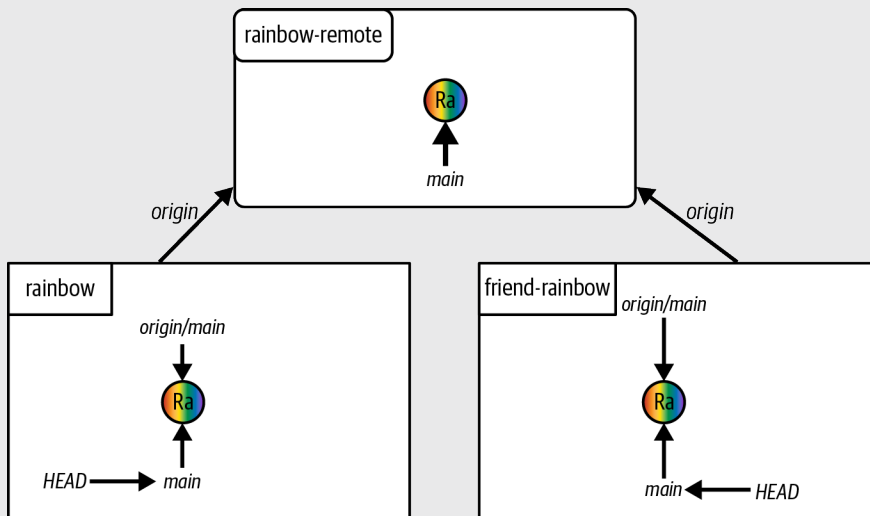 rainbow-remote
Ra
main
origin
origin
rainbow
origin/main
Ra
HEAD
main
friend-rainbow
origin/main
Ra
main
HEAD